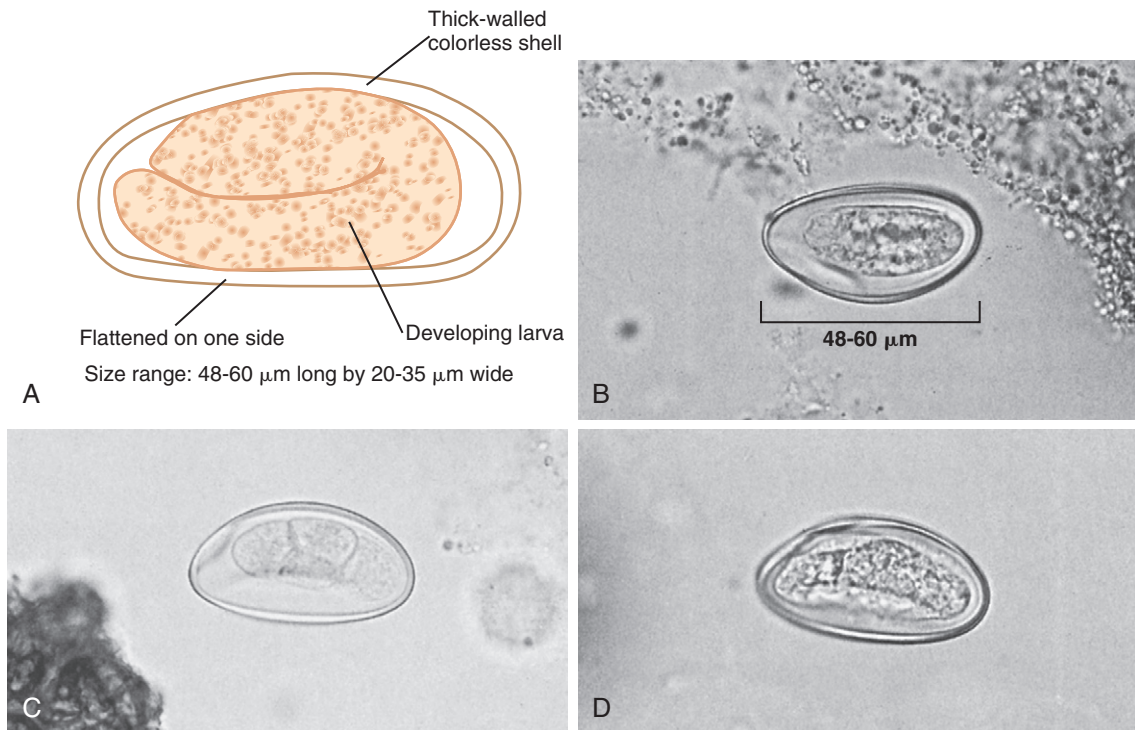 Thick-walled
colorless shell
Flattened on one side
Developing larva
Size range: 48-60 μm long by 20-35 μm wide
A
48-60 μm
B
C
D